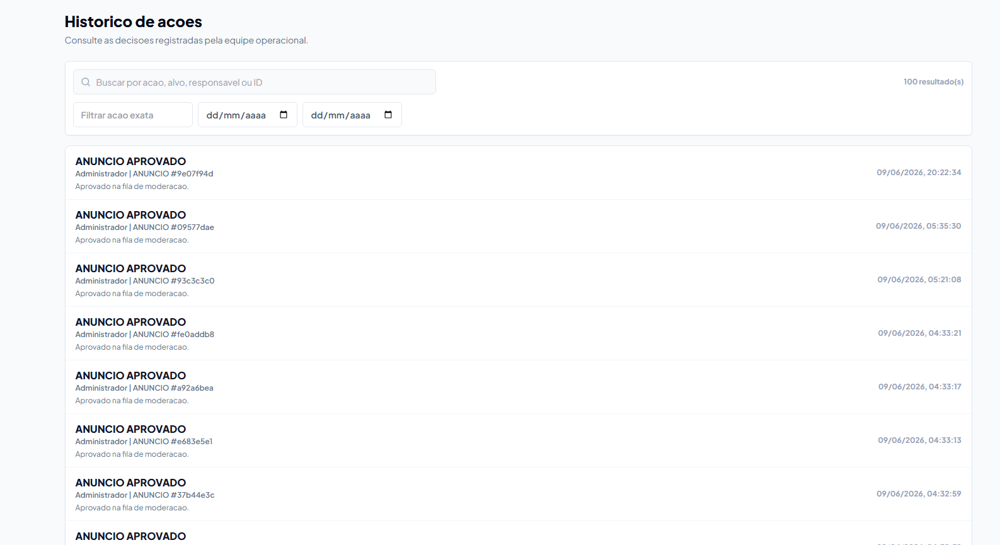 Historico de acoes
Consulte as decisoes registradas pela equipe operacional.
Buscar por acao, alvo, responsavel ou ID
100 resultado(s)
Filtrar acao exata
dd/mm/aaaa
dd/mm/aaaa
ANUNCIO APROVADO
Administrador | ANUNCIO #9e07f94d
Aprovado na fila de moderacao.
09/06/2026, 20:22:34
ANUNCIO APROVADO
Administrador | ANUNCIO #09577dae
Aprovado na fila de moderacao.
09/06/2026, 05:35:30
ANUNCIO APROVADO
Administrador | ANUNCIO #93c3c3c0
Aprovado na fila de moderacao.
09/06/2026, 05:21:08
ANUNCIO APROVADO
Administrador | ANUNCIO #fe0addb8
Aprovado na fila de moderacao.
09/06/2026, 04:33:21
ANUNCIO APROVADO
Administrador | ANUNCIO #a92a6bea
Aprovado na fila de moderacao.
09/06/2026, 04:33:17
ANUNCIO APROVADO
Administrador | ANUNCIO #e683e5e1
Aprovado na fila de moderacao.
09/06/2026, 04:33:13
ANUNCIO APROVADO
Administrador | ANUNCIO #37b44e3c
Aprovado na fila de moderacao.
09/06/2026, 04:32:59
ANUNCIO APROVADO